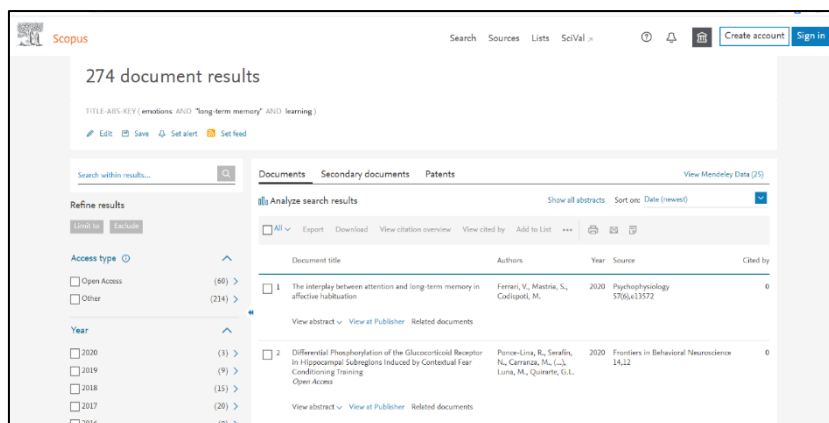 Scopus
Search Sources Lists SciVal
Create account Sign in
274 document results
TITLE-ABS-KEY ( emotions AND "long-term memory" AND learning )
Edit Save Set alert Set feed
Search within results...
Documents Secondary documents Patents
View Mendeley Data (25)
Refine results
Limit to Exclude
Analyze search results
Show all abstracts Sort on: Date (newest)
All Export Download View citation overview View cited by Add to List •••
Access type
Open Access (60)
Other (214)
Year
2020 (3)
2019 (9)
2018 (15)
2017 (20)
Document title Authors Year Source Cited by
1 The interplay between attention and long-term memory in affective habituation
Ferrari, V., Mastria, S., Codispoti, M.
2020 Psychophysiology 57(6),e13572 0
View abstract View at Publisher Related documents
2 Differential Phosphorylation of the Glucocorticoid Receptor
in Hippocampal Subregions Induced by Contextual Fear
Conditioning Training
Open Access
Ponce-Lina, R., Serafín,
N., Carranza, M., (...),
Luna, M., Quirarte, G.L.
2020 Frontiers in Behavioral Neuroscience
14,12
0
View abstract View at Publisher Related documents